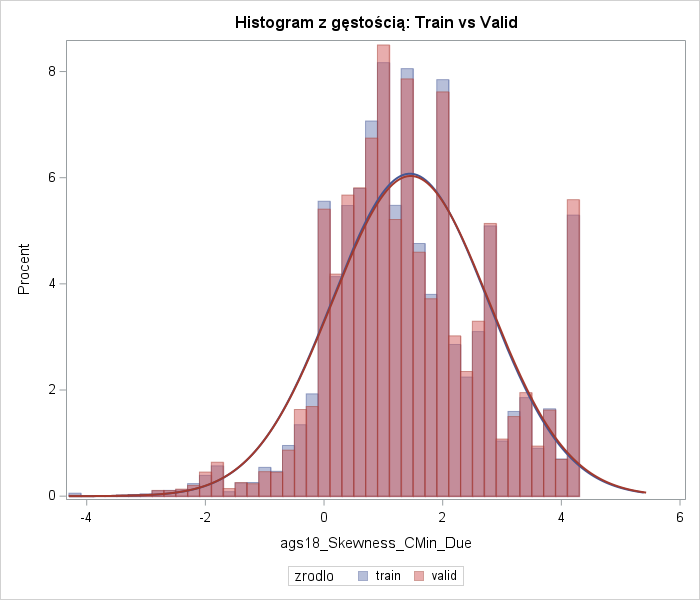 Histogram z gęstością: Train vs Valid
8
6
4
2
0
Procent
-4 -2 0 2 4 6
ags18_Skewness_CMin_Due
zrodlo train valid